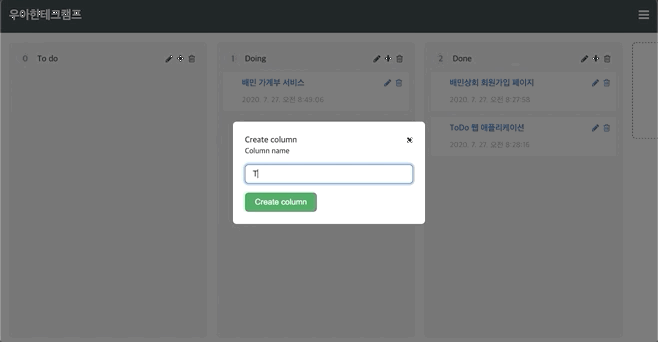 우아한테크캠프
0 To do
1 Doing
배민 가계부 서비스
2020. 7. 27. 오전 8:49:06
2 Done
배민상회 회원가입 페이지
2020. 7. 27. 오전 8:27:58
ToDo 웹 애플리케이션
2020. 7. 27. 오전 8:28:16
Create column
Column name
T
Create column